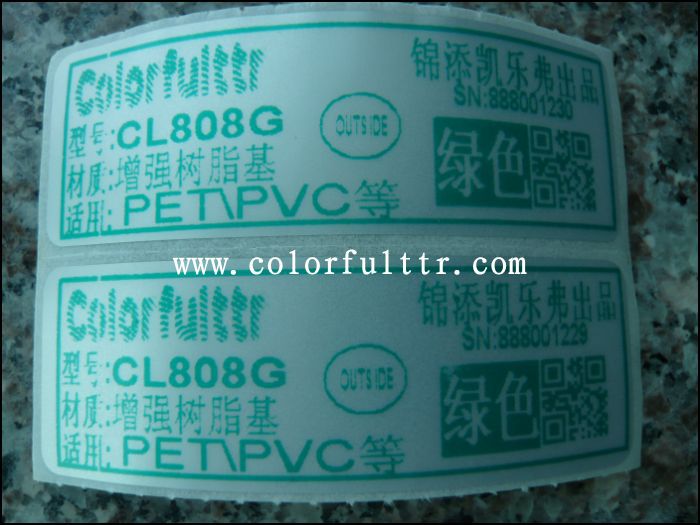 Colorfulttr
锦添凯乐弗出品
SN:888001230
型号:CL808G
OUTSIDE
材质:增强树脂基
绿色
适用:PET\PVC等
www.colorfulttr.com
Colorfulttr
锦添凯乐弗出品
SN:888001229
型号:CL808G
OUTSIDE
材质:增强树脂基
绿色
适用:PET\PVC等